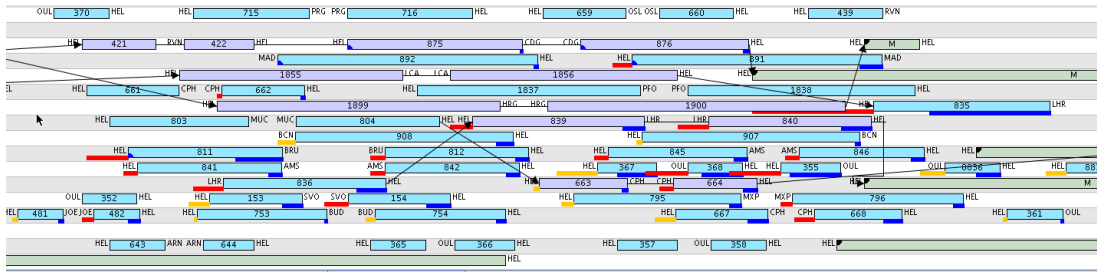 OUL 370 HEL HEL 715 PRG PRG 716 HEL HEL 659 OSL OSL 660 HEL HEL 439 RVN
HEL 421 RVN 422 HEL HEL 875 CDG CDG 876 HEL HEL M HEL
MAD 892 HEL HEL 891 MAD
HEL 1855 LCA LCA 1856 HEL HEL M
HEL 661 CPH CPH 662 HEL HEL 1837 PFO PFO 1838 HEL
HEL 1899 HRG HRG 1900 HEL 835 LHR
HEL 803 MUC MUC 804 HEL HEL 839 LHR LHR 840 HEL
BCN 908 HEL HEL 907 BCN
HEL 811 BRU BRU 812 HEL HEL 845 AMS AMS 846 HEL HEL
HEL 841 AMS AMS 842 HEL HEL 367 OUL 368 HEL HEL 355 OUL OUL HEL
LHR 836 HEL HEL 663 CPH CPH 664 HEL HEL
OUL 352 HEL HEL 153 SVO SVO 154 HEL HEL 795 MXP MXP 796 HEL
HEL 481 JOE JOE 482 HEL HEL 753 BUD BUD 754 HEL HEL 667 CPH CPH 668 HEL HEL 361 OUL
HEL 643 ARN ARN 644 HEL HEL 365 OUL 366 HEL HEL 357 OUL 358 HEL HEL
HEL